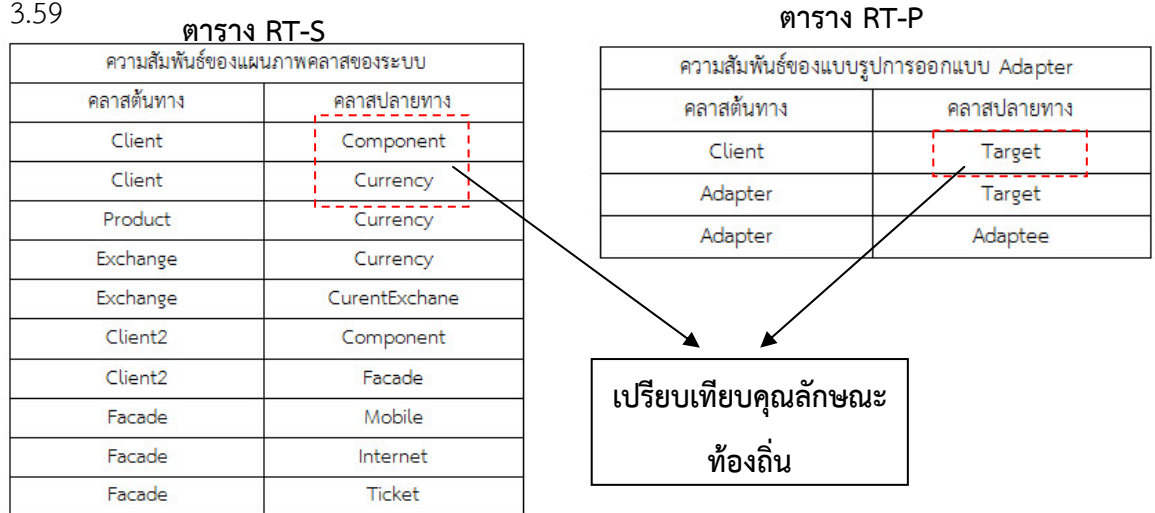 3.59
ตาราง RT-S
ความสัมพันธ์ของแผนภาพคลาสของระบบ
คลาสต้นทาง คลาสปลายทาง
Client Component
Client Currency
Product Currency
Exchange Currency
Exchange CurentExchane
Client2 Component
Client2 Facade
Facade Mobile
Facade Internet
Facade Ticket
ตาราง RT-P
ความสัมพันธ์ของแบบรูปการออกแบบ Adapter
คลาสต้นทาง คลาสปลายทาง
Client Target
Adapter Target
Adapter Adaptee
เปรียบเทียบคุณลักษณะ
ท้องถิ่น